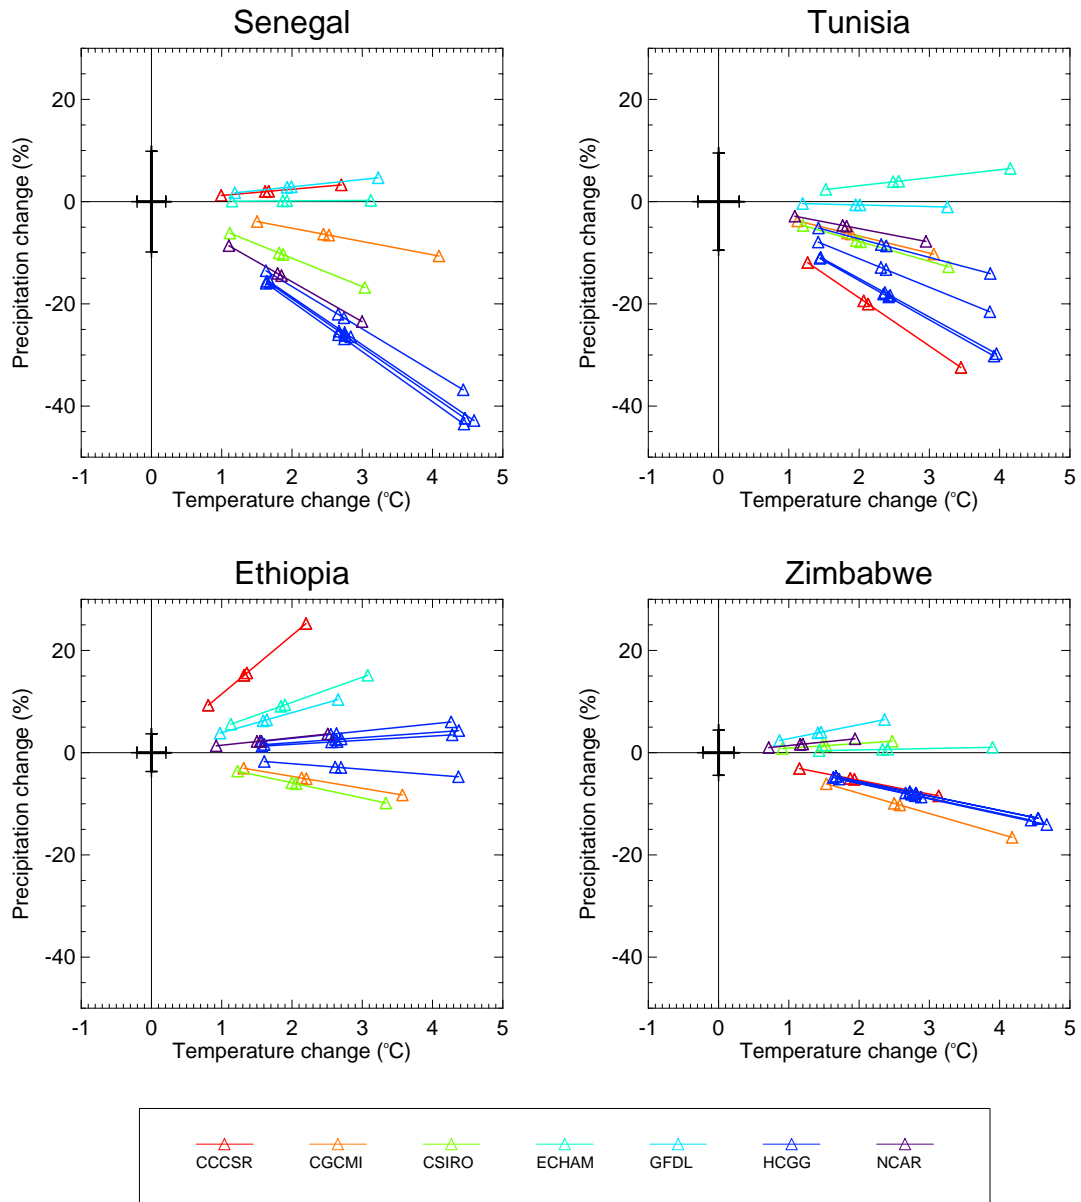 Senegal
Tunisia
Precipitation change (%)
20
0
-20
-40
-1 0 1 2 3 4 5
Temperature change (°C)
Precipitation change (%)
20
0
-20
-40
-1 0 1 2 3 4 5
Temperature change (°C)
Ethiopia
Zimbabwe
Precipitation change (%)
20
0
-20
-40
-1 0 1 2 3 4 5
Temperature change (°C)
Precipitation change (%)
20
0
-20
-40
-1 0 1 2 3 4 5
Temperature change (°C)
CCCSR CGCMI CSIRO ECHAM GFDL HCGG NCAR